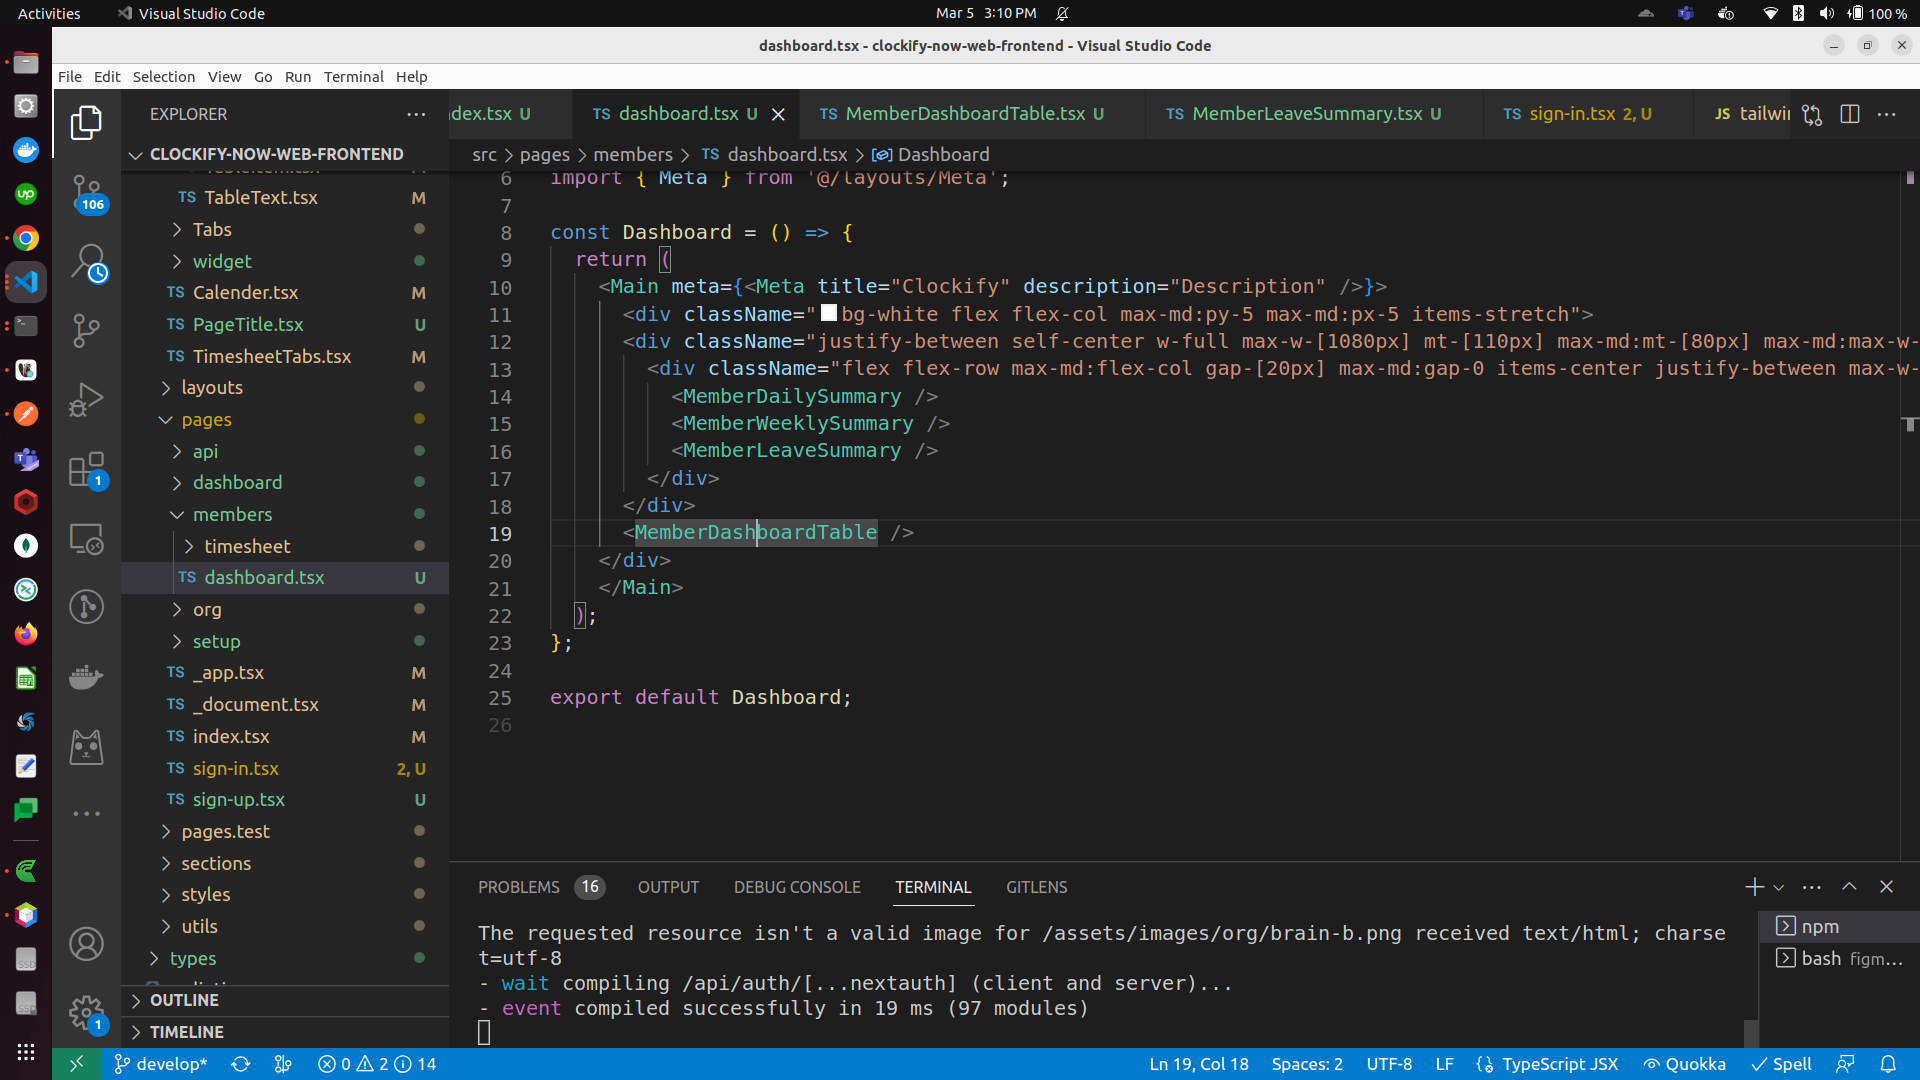 Activities
Visual Studio Code
Mar 5 3:10 PM
100 %
dashboard.tsx - clockify-now-web-frontend - Visual Studio Code
File Edit Selection View Go Run Terminal Help
EXPLORER
dex.tsx U
TS dashboard.tsx U
TS MemberDashboardTable.tsx U
TS MemberLeaveSummary.tsx U
TS sign-in.tsx 2, U
JS tailwin
CLOCKIFY-NOW-WEB-FRONTEND
src > pages > members > TS dashboard.tsx > Dashboard
TS TableText.tsx M
Tabs
widget
TS Calender.tsx M
TS PageTitle.tsx U
TS TimesheetTabs.tsx M
layouts
pages
api
dashboard
members
timesheet
TS dashboard.tsx U
org
setup
TS _app.tsx M
TS _document.tsx M
TS index.tsx M
TS sign-in.tsx 2, U
TS sign-up.tsx U
pages.test
sections
styles
utils
types
OUTLINE
TIMELINE
106
1
1
6 import { Meta } from '@/layouts/Meta';
7
8 const Dashboard = () => {
9 return (
10 <Main meta={<Meta title="Clockify" description="Description" />}>
11 <div className="bg-white flex flex-col max-md:py-5 max-md:px-5 items-stretch">
12 <div className="justify-between self-center w-full max-w-[1080px] mt-[110px] max-md:mt-[80px] max-md:max-w-
13 <div className="flex flex-row max-md:flex-col gap-[20px] max-md:gap-0 items-center justify-between max-w-
14 <MemberDailySummary />
15 <MemberWeeklySummary />
16 <MemberLeaveSummary />
17 </div>
18 </div>
19 <MemberDashboardTable />
20 </div>
21 </Main>
22 );
23 };
24
25 export default Dashboard;
26
PROBLEMS 16 OUTPUT DEBUG CONSOLE TERMINAL GITLENS
The requested resource isn't a valid image for /assets/images/org/brain-b.png received text/html; charse
t=utf-8
- wait compiling /api/auth/[...nextauth] (client and server)...
- event compiled successfully in 19 ms (97 modules)
npm
bash figm...
develop* 0 2 14 Ln 19, Col 18 Spaces: 2 UTF-8 LF TypeScript JSX Quokka Spell